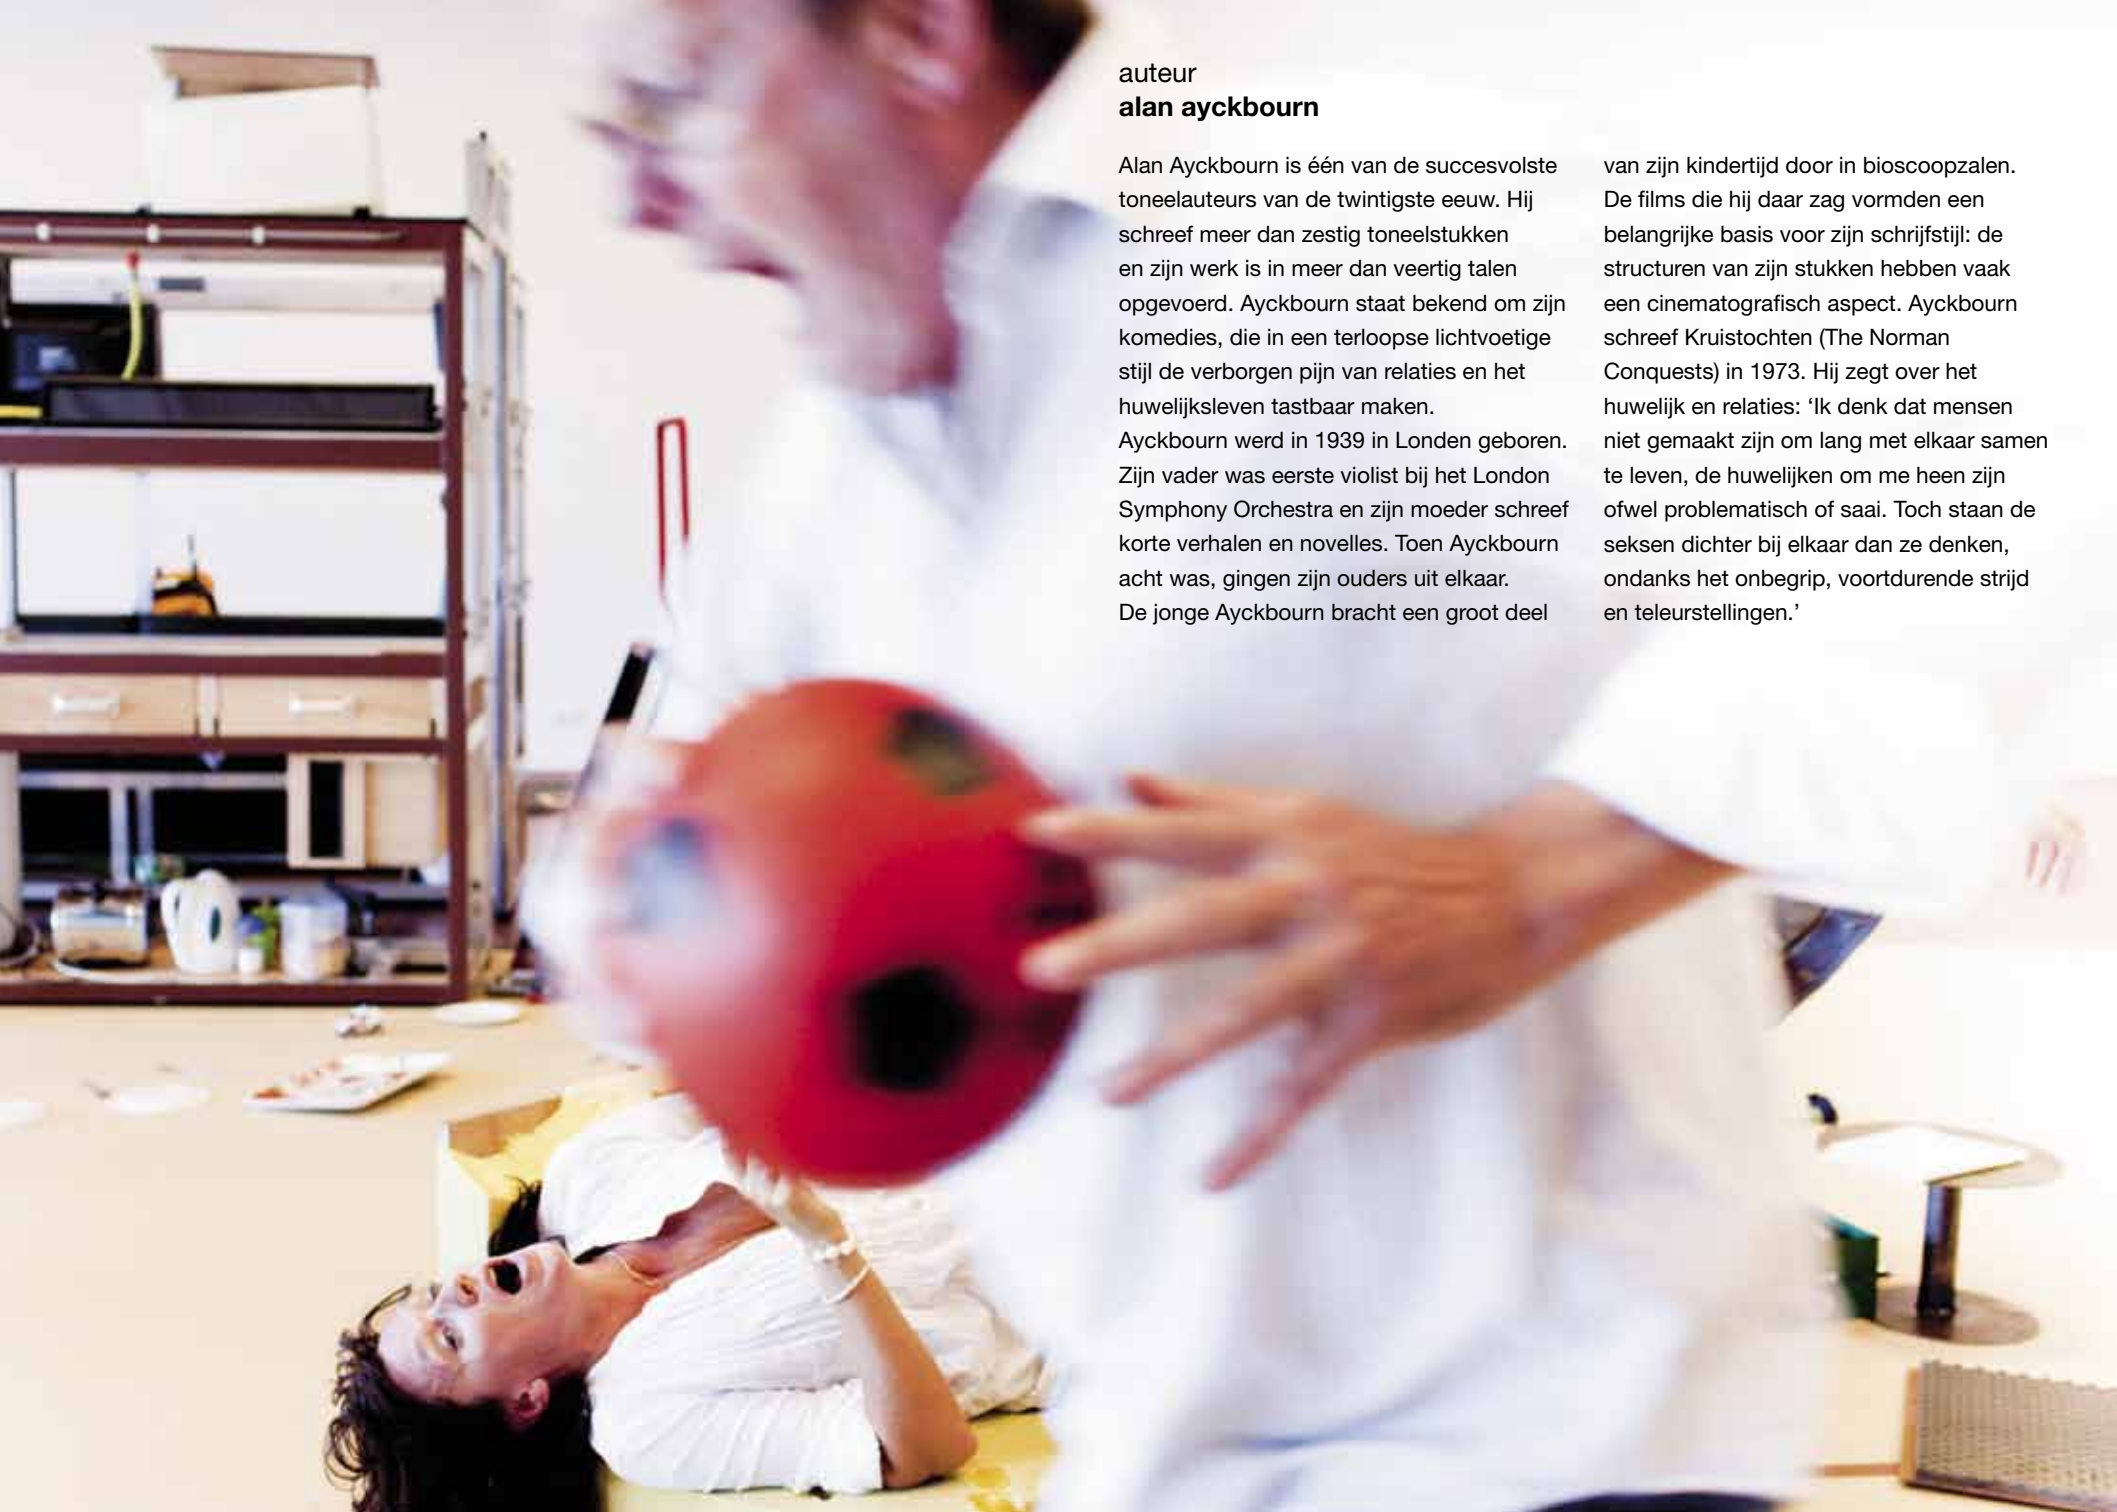 auteur
alan ayckbourn
Alan Ayckbourn is één van de succesvolste
toneelauteurs van de twintigste eeuw. Hij
schreef meer dan zestig toneelstukken
en zijn werk is in meer dan veertig talen
opgevoerd. Ayckbourn staat bekend om zijn
komedies, die in een terloopse lichtvoetige
stijl de verborgen pijn van relaties en het
huwelijksleven tastbaar maken.
Ayckbourn werd in 1939 in Londen geboren.
Zijn vader was eerste violist bij het London
Symphony Orchestra en zijn moeder schreef
korte verhalen en novelles. Toen Ayckbourn
acht was, gingen zijn ouders uit elkaar.
De jonge Ayckbourn bracht een groot deel
van zijn kindertijd door in bioscoopzalen.
De films die hij daar zag vormden een
belangrijke basis voor zijn schrijfstijl: de
structuren van zijn stukken hebben vaak
een cinematografisch aspect. Ayckbourn
schreef Kruistochten (The Norman
Conquests) in 1973. Hij zegt over het
huwelijk en relaties: ‘Ik denk dat mensen
niet gemaakt zijn om lang met elkaar samen
te leven, de huwelijken om me heen zijn
ofwel problematisch of saai. Toch staan de
seksen dichter bij elkaar dan ze denken,
ondanks het onbegrip, voortdurende strijd
en teleurstellingen.’